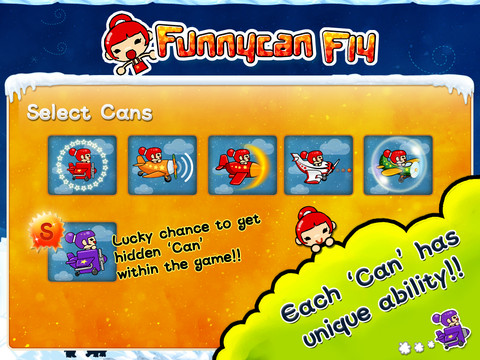 Funnycan Fly
Select Cans
S
Lucky chance to get
hidden 'Can'
within the game!!
Each 'Can' has
unique ability!!